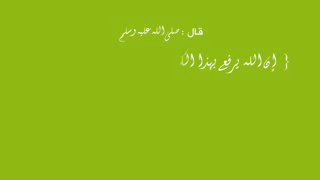 قال : صلى الله عليه وسلم
{ إن الله يرفع بهذا